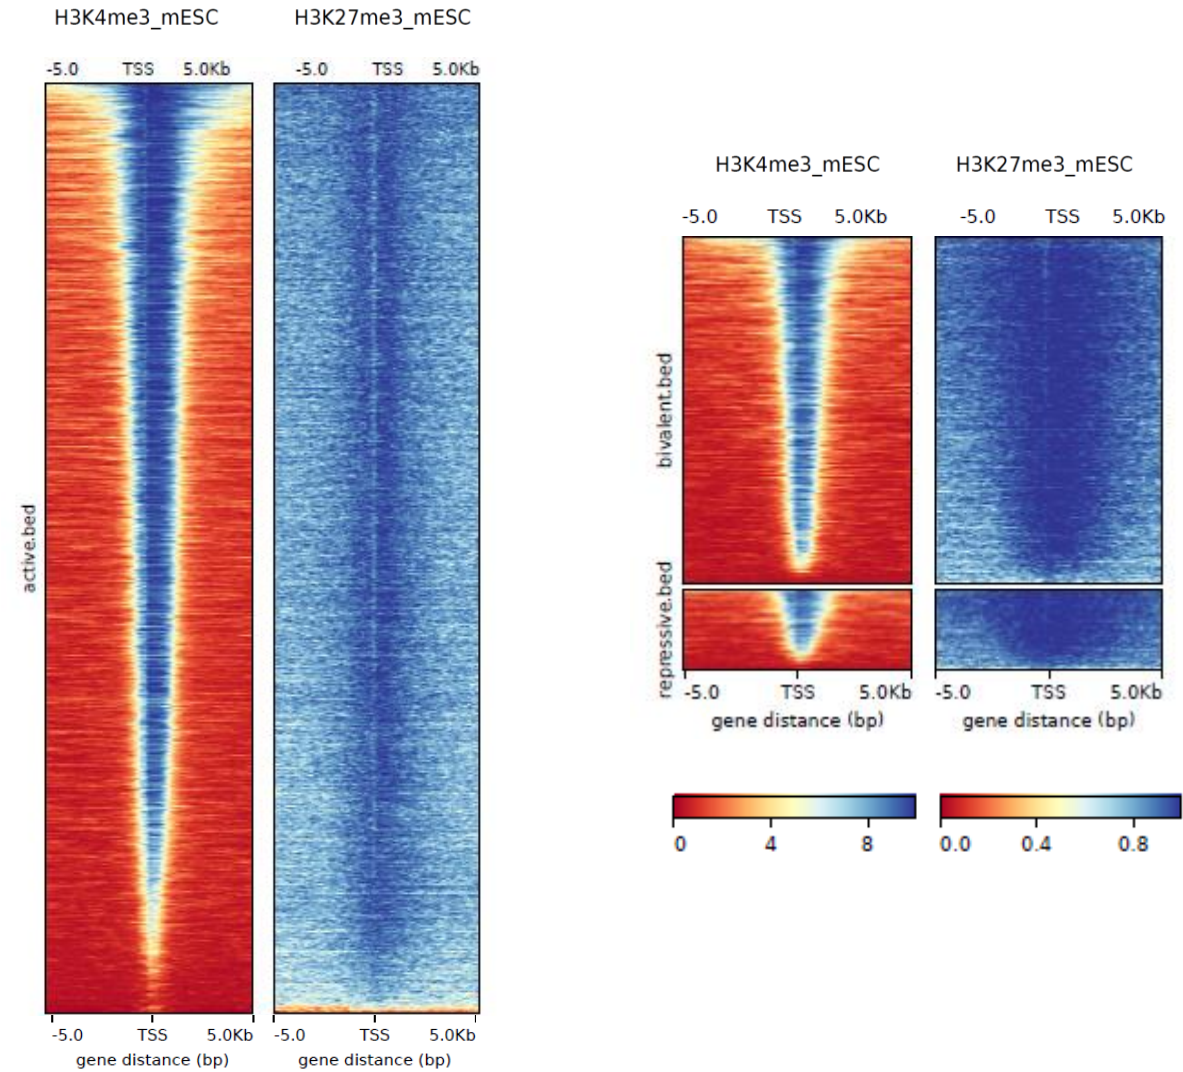 H3K4me3_mESC H3K27me3_mESC
-5.0 TSS 5.0Kb -5.0 TSS 5.0Kb
active.bed
-5.0 TSS 5.0Kb -5.0 TSS 5.0Kb
gene distance (bp) gene distance (bp)
H3K4me3_mESC H3K27me3_mESC
-5.0 TSS 5.0Kb -5.0 TSS 5.0Kb
bivalent.bed
repressive.bed
-5.0 TSS 5.0Kb -5.0 TSS 5.0Kb
gene distance (bp) gene distance (bp)
0 4 8 0.0 0.4 0.8